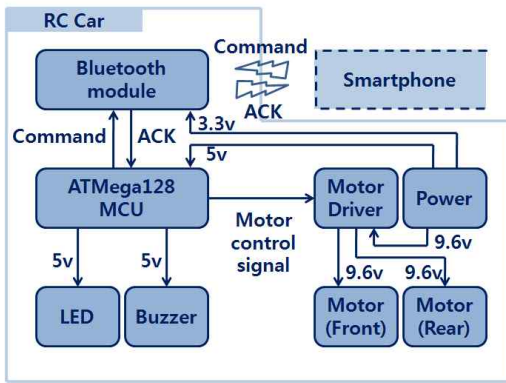 RC Car
Command
Bluetooth
module
Smartphone
ACK
3.3v
Command
ACK
5v
ATMega128
MCU
Motor
Driver
Power
Motor
control
signal
9.6v
5v
5v
9.6v
9.6v
LED
Buzzer
Motor
(Front)
Motor
(Rear)